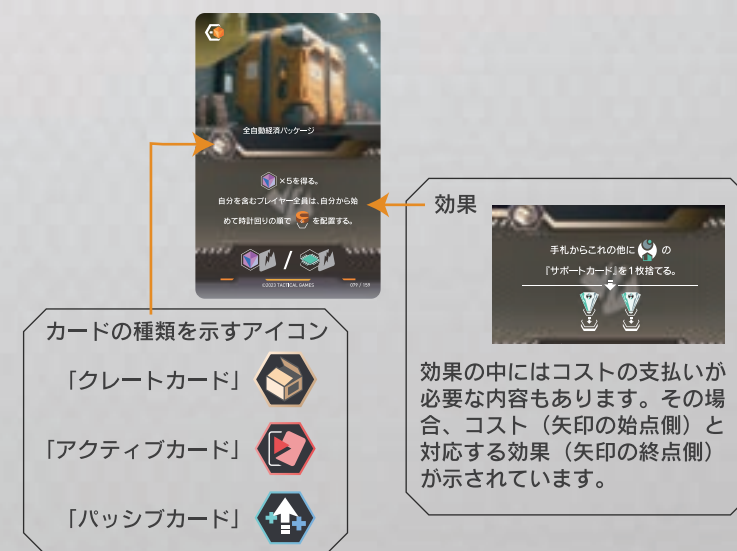 全自動経済パッケージ
×5を得る。
自分を含むプレイヤー全員は、自分から始
めて時計回りの順で を配置する。
/
©2023 TACTICAL GAMES 079 / 159
カードの種類を示すアイコン
「クレートカード」
「アクティブカード」
「パッシブカード」
効果
手札からこれの他に の
『サポートカード』を1枚捨てる。
効果の中にはコストの支払いが
必要な内容もあります。その場
合、コスト（矢印の始点側）と
対応する効果（矢印の終点側）
が示されています。